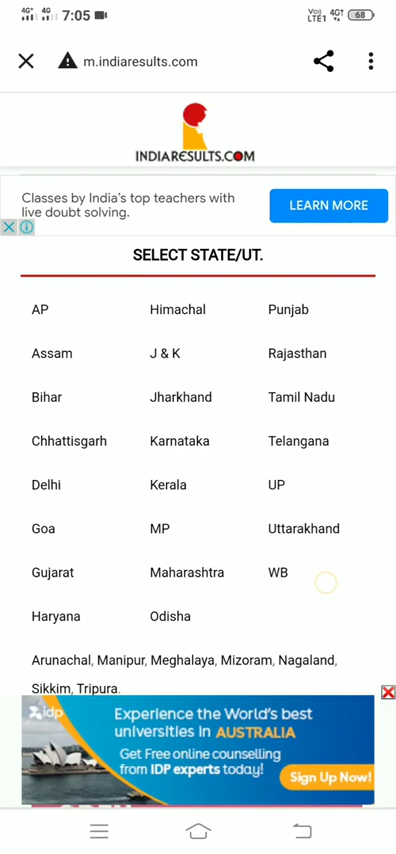 4G+ 4G 7:05 Vo)) LTE1 4G↑ 68
m.indiaresults.com
INDIARESULTS.COM
Classes by India's top teachers with
live doubt solving.
LEARN MORE
SELECT STATE/UT.
AP Himachal Punjab
Assam J & K Rajasthan
Bihar Jharkhand Tamil Nadu
Chhattisgarh Karnataka Telangana
Delhi Kerala UP
Goa MP Uttarakhand
Gujarat Maharashtra WB
Haryana Odisha
Arunachal, Manipur, Meghalaya, Mizoram, Nagaland,
Sikkim, Tripura.
idp
Experience the World's best
universities in AUSTRALIA
Get Free online counselling
from IDP experts today!
Sign Up Now!